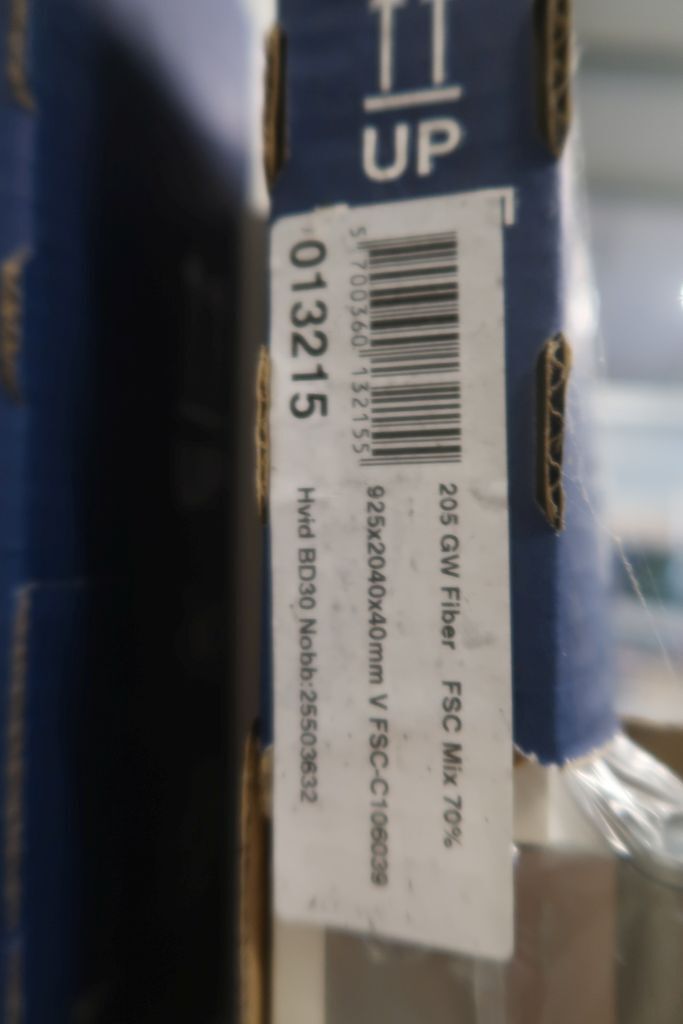 UP
205 GW Fiber FSC Mix 70%
925x2040x40mm V FSC-C106039
Hvid BD30 Nobb:25503632
5 700360 132155
013215